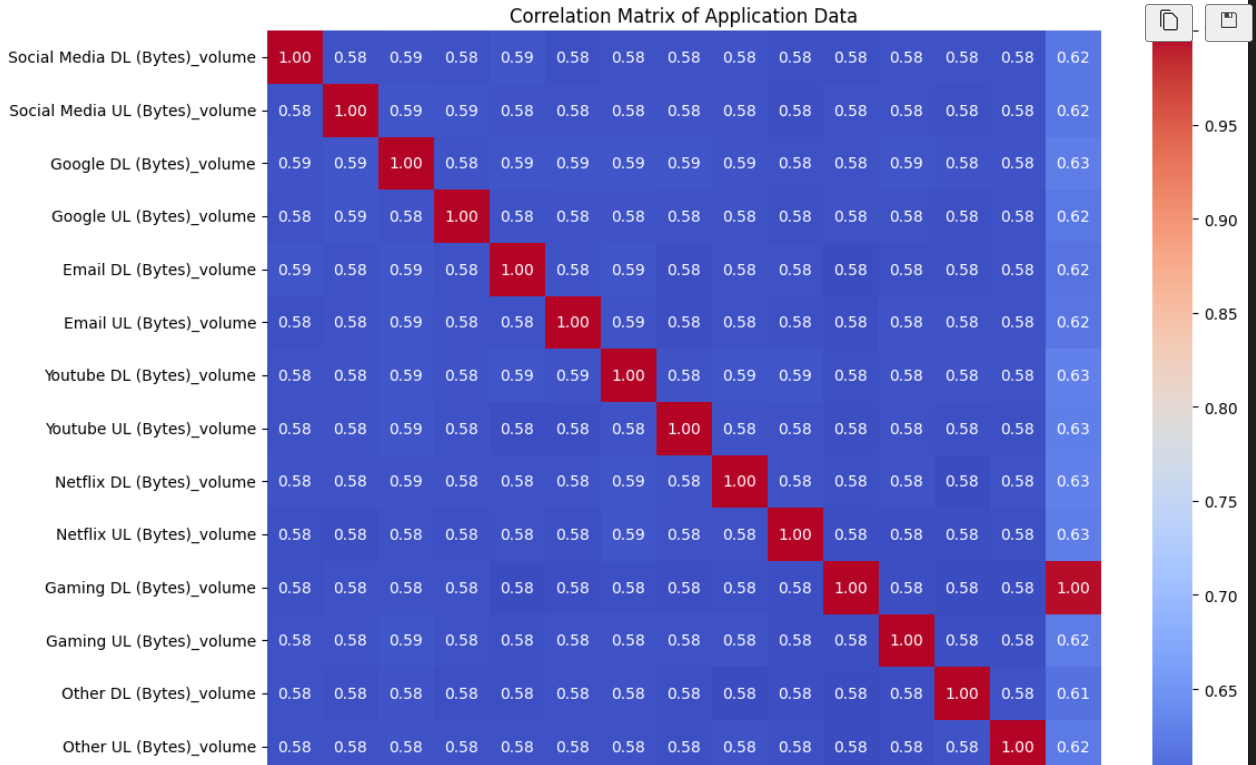 Correlation Matrix of Application Data
Social Media DL (Bytes)_volume 1.00 0.58 0.59 0.58 0.59 0.58 0.58 0.58 0.58 0.58 0.58 0.58 0.58 0.58 0.62
Social Media UL (Bytes)_volume 0.58 1.00 0.59 0.59 0.58 0.58 0.58 0.58 0.58 0.58 0.58 0.58 0.58 0.58 0.62
Google DL (Bytes)_volume 0.59 0.59 1.00 0.58 0.59 0.59 0.59 0.59 0.59 0.58 0.58 0.59 0.58 0.58 0.63
Google UL (Bytes)_volume 0.58 0.59 0.58 1.00 0.58 0.58 0.58 0.58 0.58 0.58 0.58 0.58 0.58 0.58 0.62
Email DL (Bytes)_volume 0.59 0.58 0.59 0.58 1.00 0.58 0.59 0.58 0.58 0.58 0.58 0.58 0.58 0.58 0.62
Email UL (Bytes)_volume 0.58 0.58 0.59 0.58 0.58 1.00 0.59 0.58 0.58 0.58 0.58 0.58 0.58 0.58 0.62
Youtube DL (Bytes)_volume 0.58 0.58 0.59 0.58 0.59 0.59 1.00 0.58 0.59 0.59 0.58 0.58 0.58 0.58 0.63
Youtube UL (Bytes)_volume 0.58 0.58 0.59 0.58 0.58 0.58 0.58 1.00 0.58 0.58 0.58 0.58 0.58 0.58 0.63
Netflix DL (Bytes)_volume 0.58 0.58 0.59 0.58 0.58 0.58 0.59 0.58 1.00 0.58 0.58 0.58 0.58 0.58 0.63
Netflix UL (Bytes)_volume 0.58 0.58 0.58 0.58 0.58 0.58 0.59 0.58 0.58 1.00 0.58 0.58 0.58 0.58 0.63
Gaming DL (Bytes)_volume 0.58 0.58 0.58 0.58 0.58 0.58 0.58 0.58 0.58 0.58 1.00 0.58 0.58 0.58 1.00
Gaming UL (Bytes)_volume 0.58 0.58 0.59 0.58 0.58 0.58 0.58 0.58 0.58 0.58 0.58 1.00 0.58 0.58 0.62
Other DL (Bytes)_volume 0.58 0.58 0.58 0.58 0.58 0.58 0.58 0.58 0.58 0.58 0.58 0.58 1.00 0.58 0.61
Other UL (Bytes)_volume 0.58 0.58 0.58 0.58 0.58 0.58 0.58 0.58 0.58 0.58 0.58 0.58 0.58 1.00 0.62
0.95
0.90
0.85
0.80
0.75
0.70
0.65